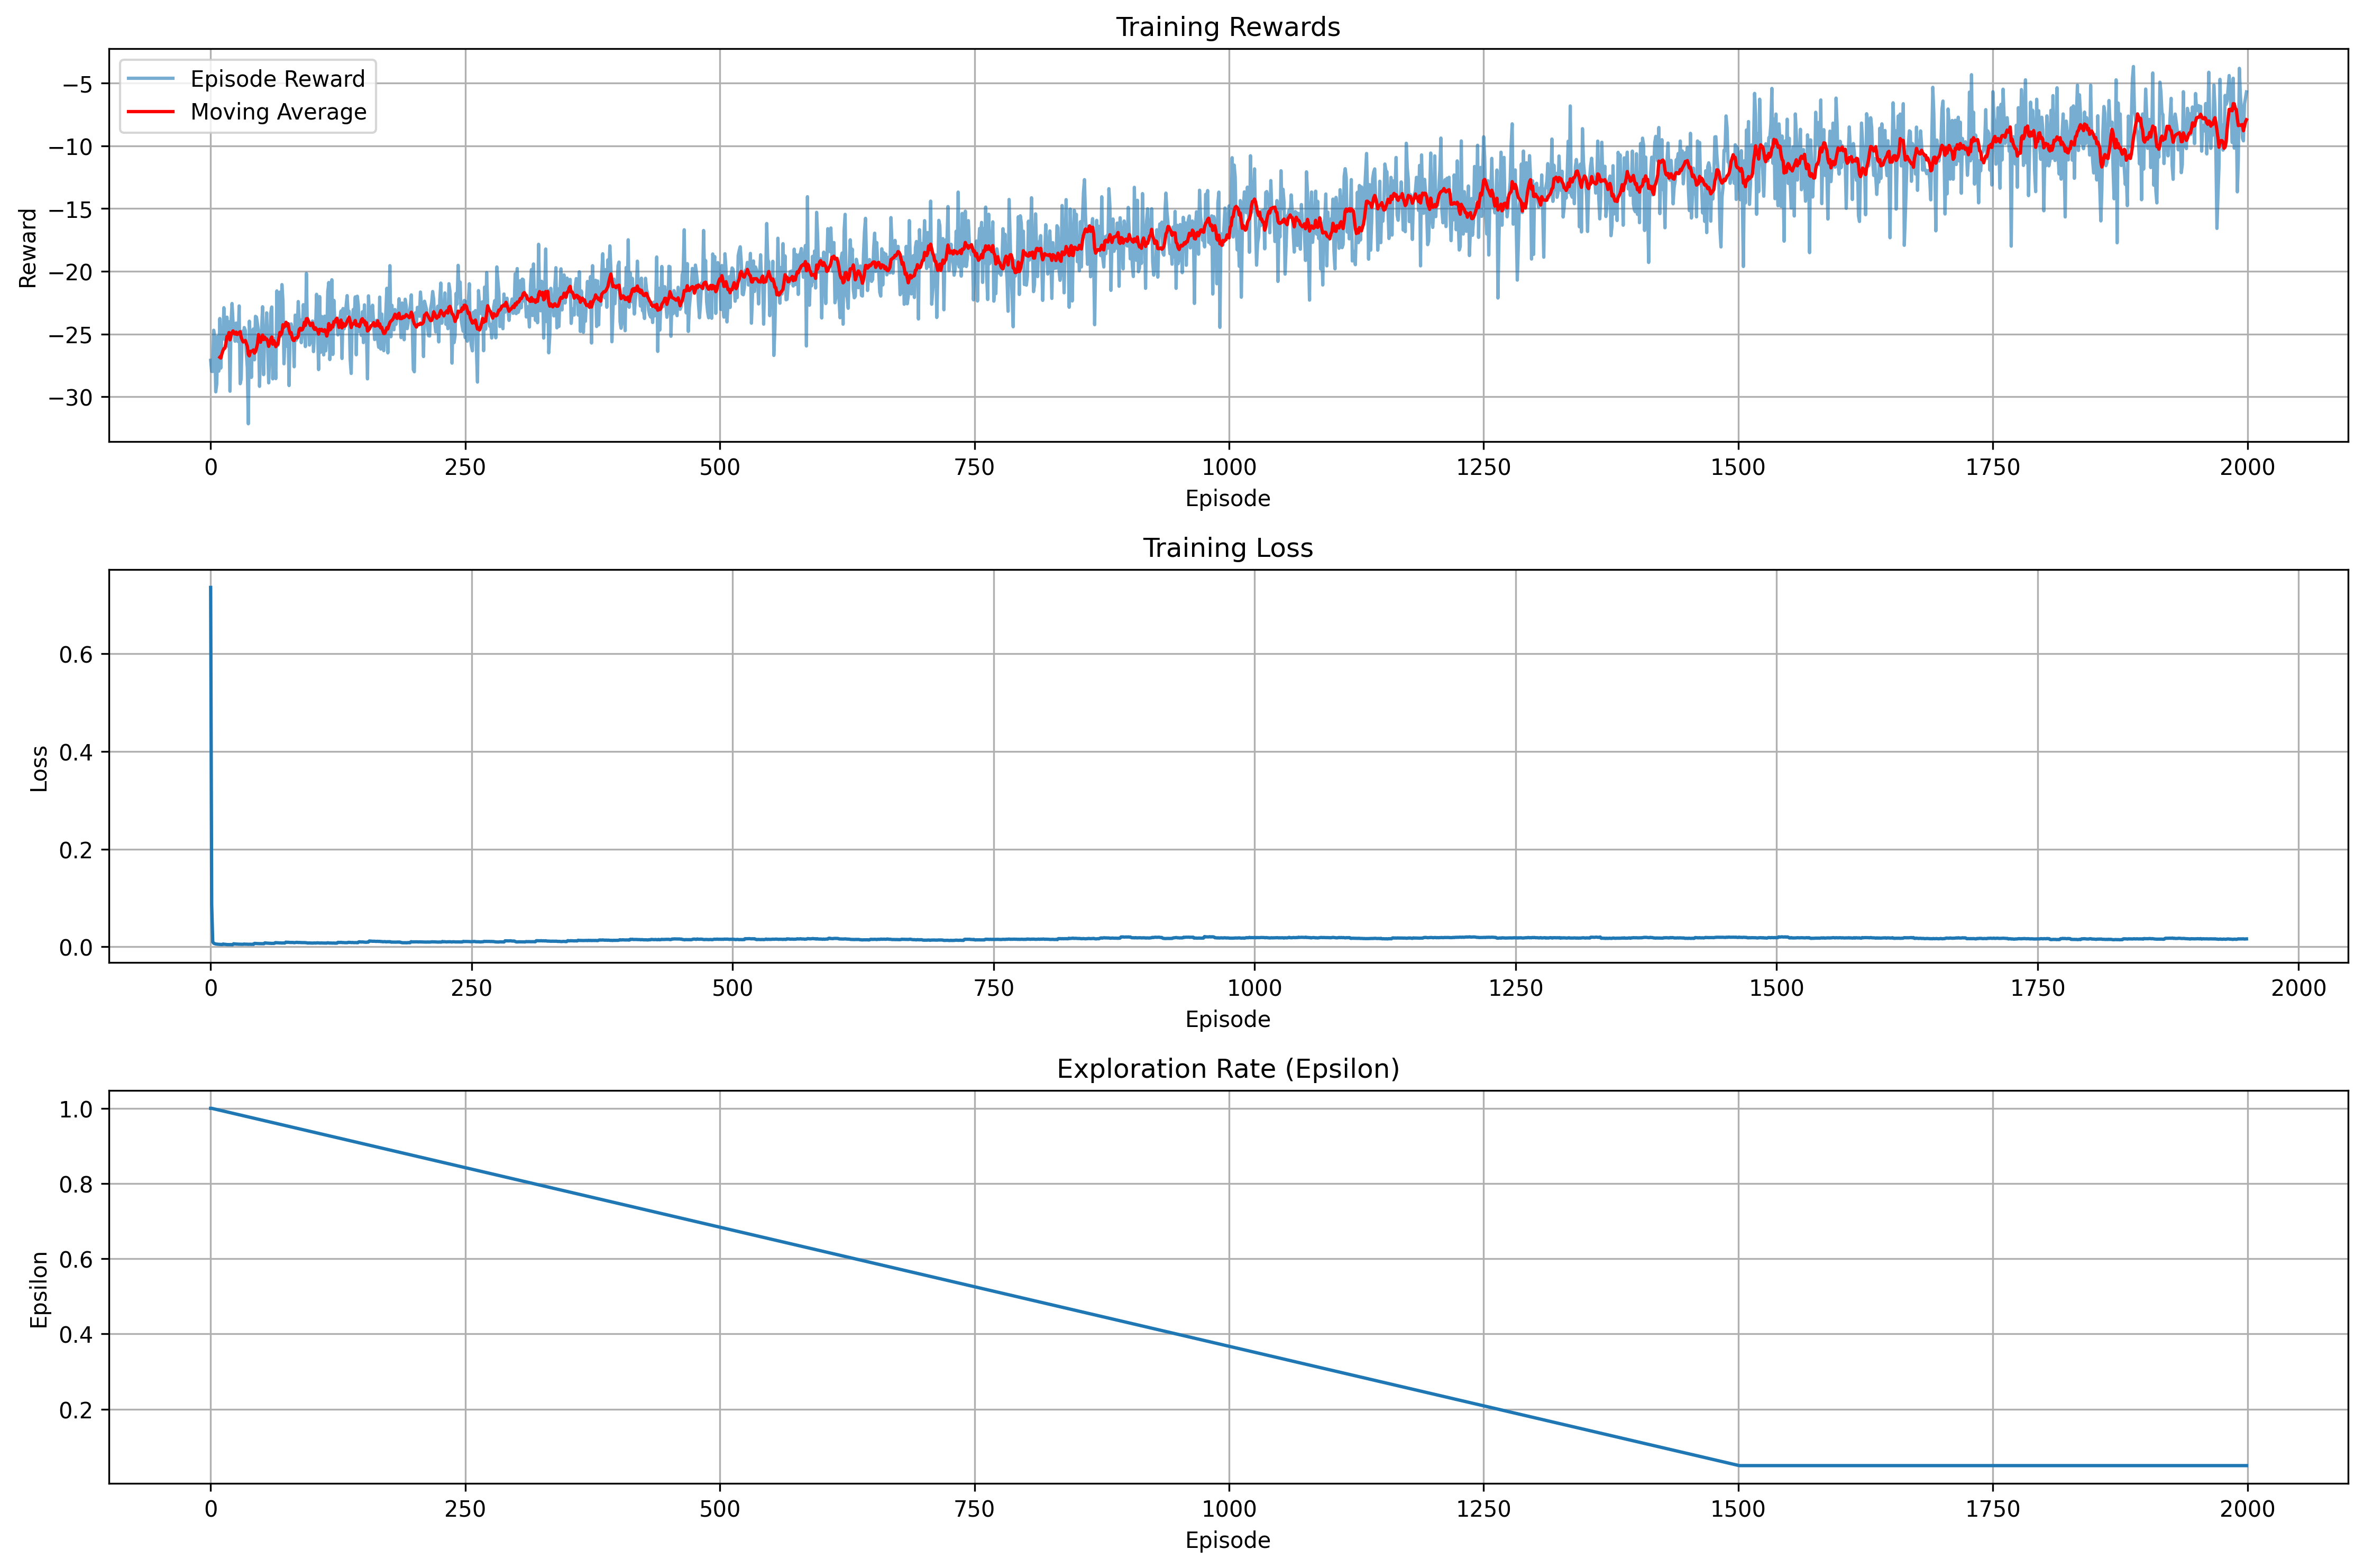 Training Rewards
Episode Reward
Moving Average
Reward
−5
−10
−15
−20
−25
−30
0 250 500 750 1000 1250 1500 1750 2000
Episode
Training Loss
Loss
0.6
0.4
0.2
0.0
0 250 500 750 1000 1250 1500 1750 2000
Episode
Exploration Rate (Epsilon)
Epsilon
1.0
0.8
0.6
0.4
0.2
0 250 500 750 1000 1250 1500 1750 2000
Episode